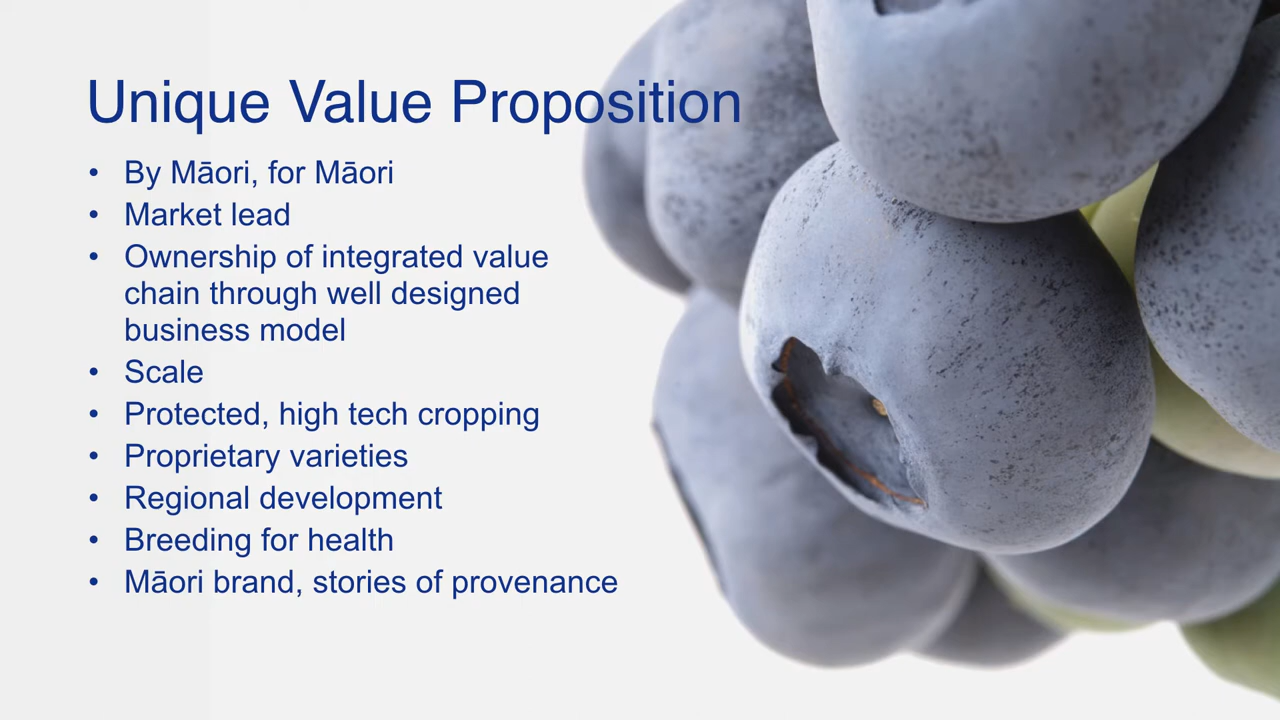 Unique Value Proposition
• By Māori, for Māori
• Market lead
• Ownership of integrated value
chain through well designed
business model
• Scale
• Protected, high tech cropping
• Proprietary varieties
• Regional development
• Breeding for health
• Māori brand, stories of provenance